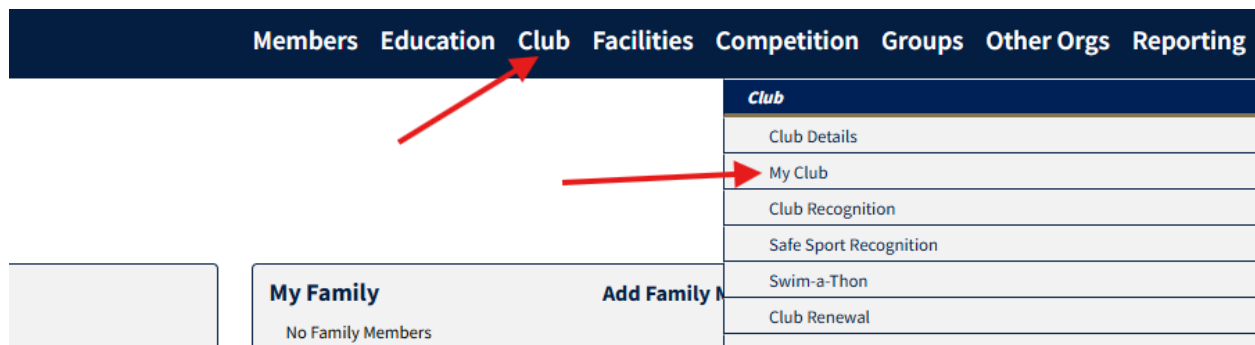 Members Education Club Facilities Competition Groups Other Orgs Reporting
Club
Club Details
My Club
Club Recognition
Safe Sport Recognition
Swim-a-Thon
Club Renewal
My Family
Add Family
No Family Members